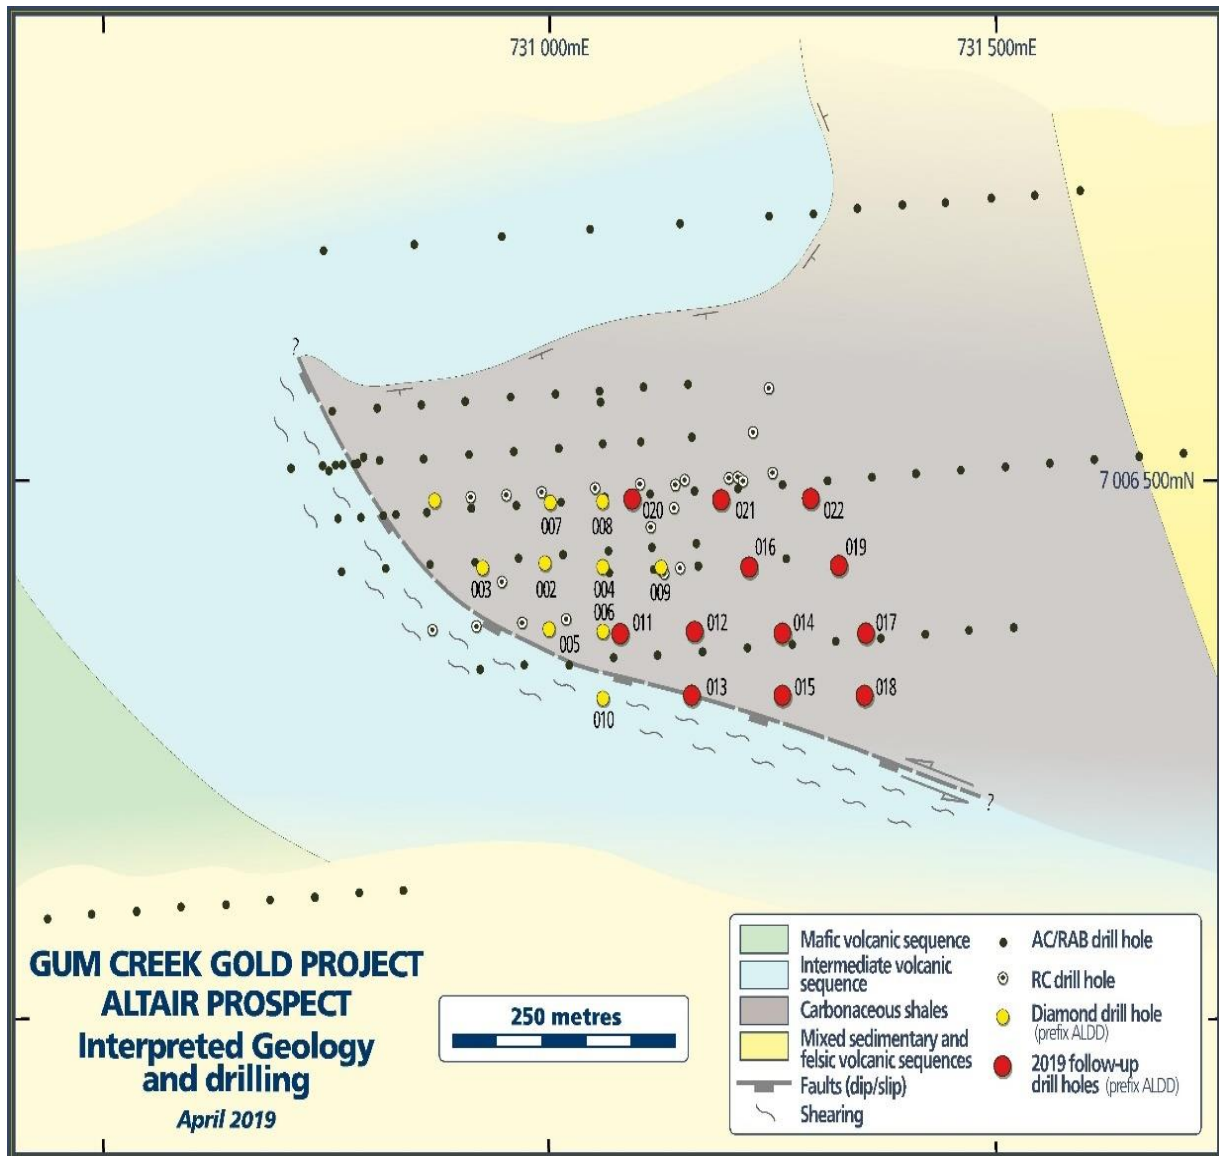 731 000mE
731 500mE
?
7 006 500mN
007
008
020
021
022
016
019
003
002
004
009
006
011
012
014
017
005
013
015
018
010
?
GUM CREEK GOLD PROJECT
ALTAIR PROSPECT
Interpreted Geology
and drilling
April 2019
250 metres
Mafic volcanic sequence
Intermediate volcanic
sequence
Carbonaceous shales
Mixed sedimentary and
felsic volcanic sequences
Faults (dip/slip)
Shearing
AC/RAB drill hole
RC drill hole
Diamond drill hole
(prefix ALDD)
2019 follow-up
drill holes (prefix ALDD)